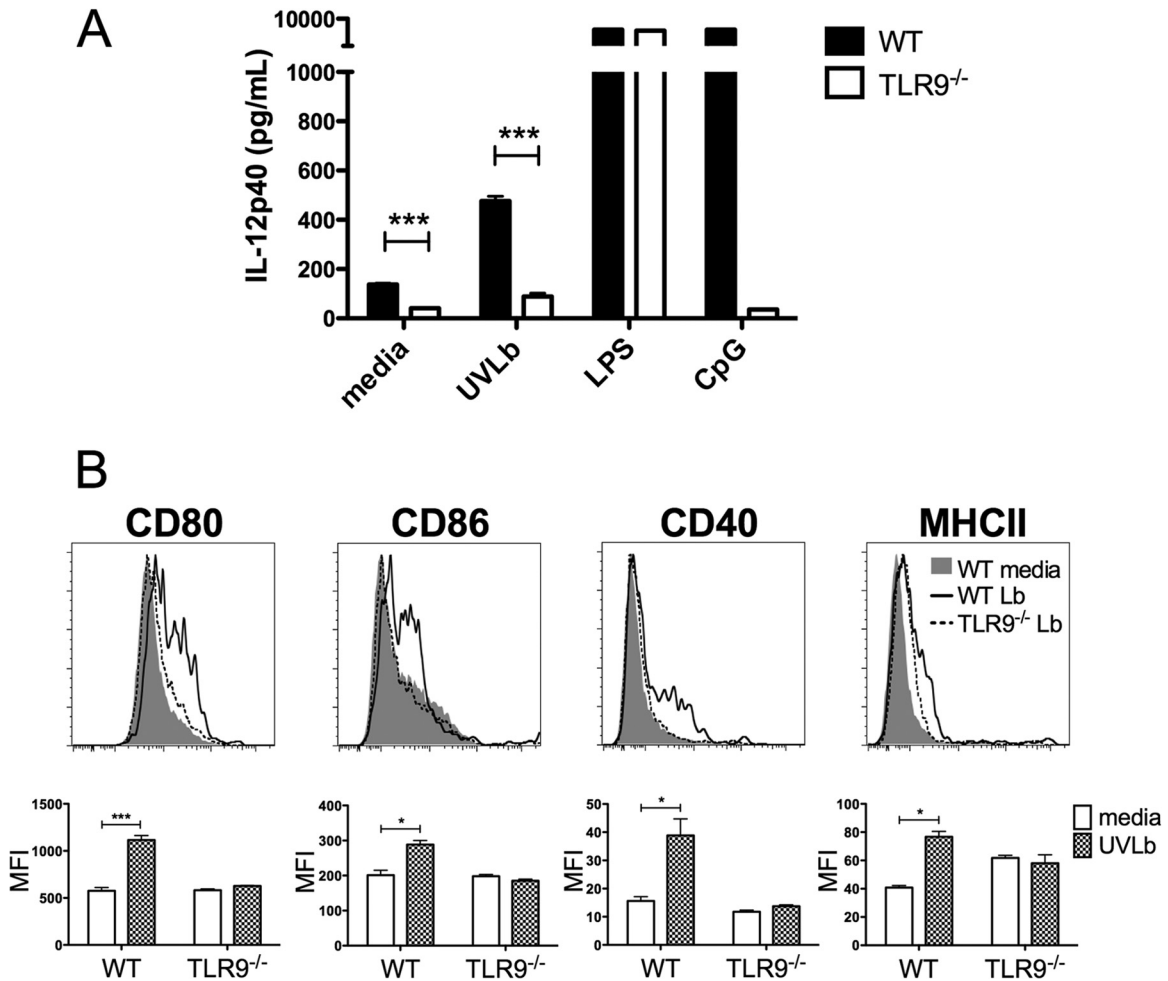 A
IL-12p40 (pg/mL)
10000
1000
800
600
400
200
0
***
***
media
UVLb
LPS
CpG
WT
TLR9-/-
B
CD80
CD86
CD40
MHCII
WT media
WT Lb
TLR9-/- Lb
MFI
1500
1000
500
0
***
WT
TLR9-/-
MFI
400
300
200
100
0
*
WT
TLR9-/-
MFI
50
40
30
20
10
0
*
WT
TLR9-/-
MFI
100
80
60
40
20
0
*
WT
TLR9-/-
media
UVLb